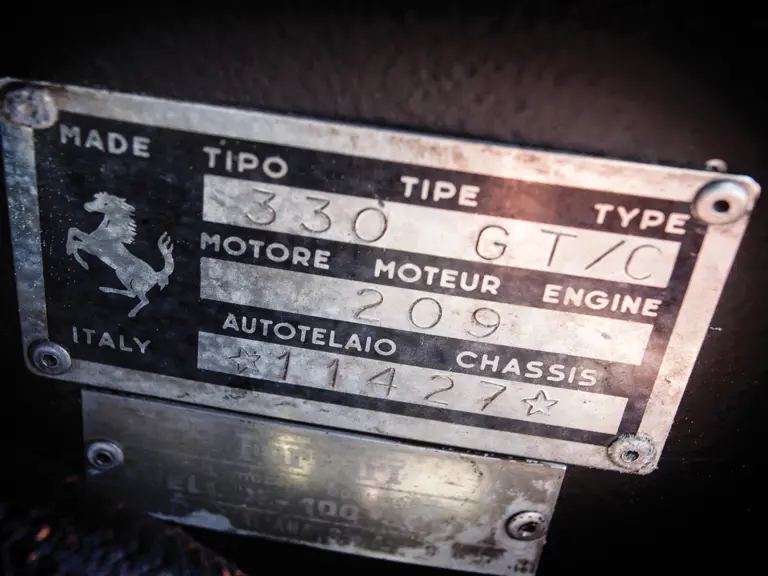 MADE
TIPO TIPE TYPE
330 GT/C
MOTORE MOTEUR ENGINE
209
ITALY
AUTOTELAIO CHASSIS
☆11427☆